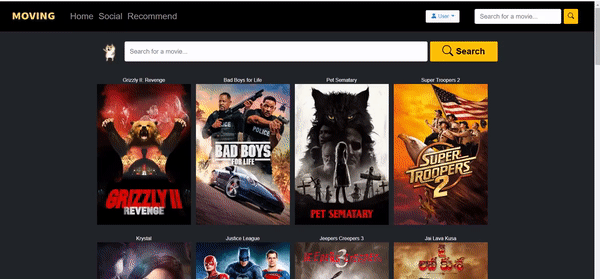 MOVING Home Social Recommend User Search for a movie...
Search for a movie... Search
Grizzly II: Revenge Bad Boys for Life Pet Sematary Super Troopers 2
POLICE POLICE
BAD BOYS
FOR LIFE
SUPER
TROOPERS
2
GRIZZLY II
REVENGE
PET SEMATARY
Krystal Justice League Jeepers Creepers 3 Jai Lava Kusa
3